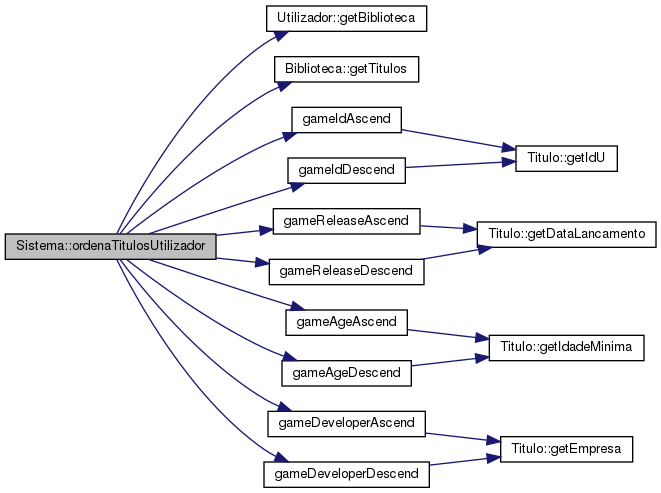 Utilizador::getBiblioteca
Biblioteca::getTitulos
gameIdAscend
Titulo::getIdU
gameIdDescend
gameReleaseAscend
Titulo::getDataLancamento
Sistema::ordenaTitulosUtilizador
gameReleaseDescend
gameAgeAscend
Titulo::getIdadeMinima
gameAgeDescend
gameDeveloperAscend
Titulo::getEmpresa
gameDeveloperDescend